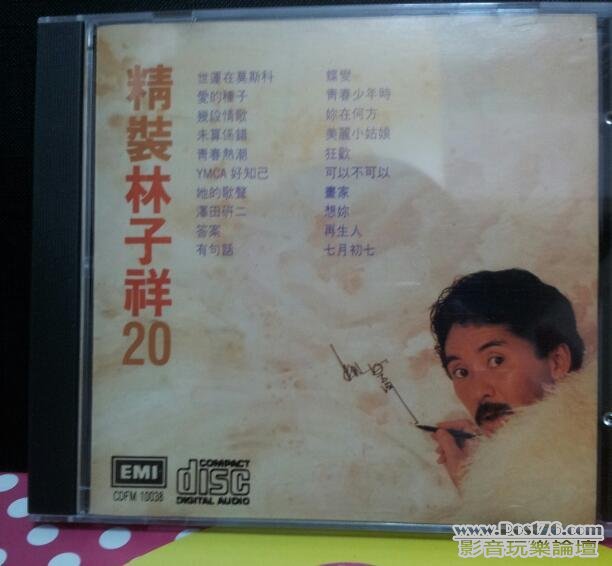 精裝林子祥20
世運在莫斯科
愛的種子
幾段情歌
未算係錯
青春熱潮
YMCA 好知己
她的歌聲
澤田研二
答案
有句話
蝶變
青春少年時
妳在何方
美麗小姑娘
狂歡
可以不可以
畫家
想妳
再生人
七月初七
EMI
CDFM 10038
COMPACT
disc
DIGITAL AUDIO
www.Post76.com
影音玩樂論壇